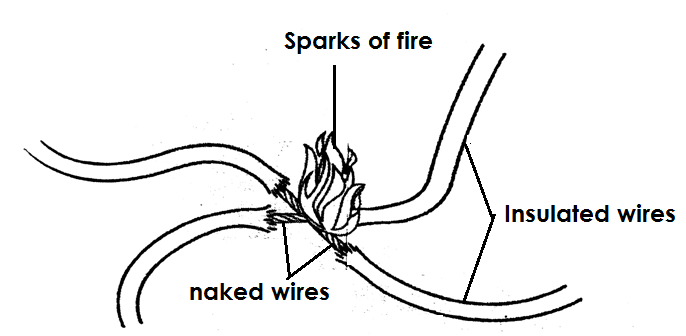 Sparks of fire
Insulated wires
naked wires